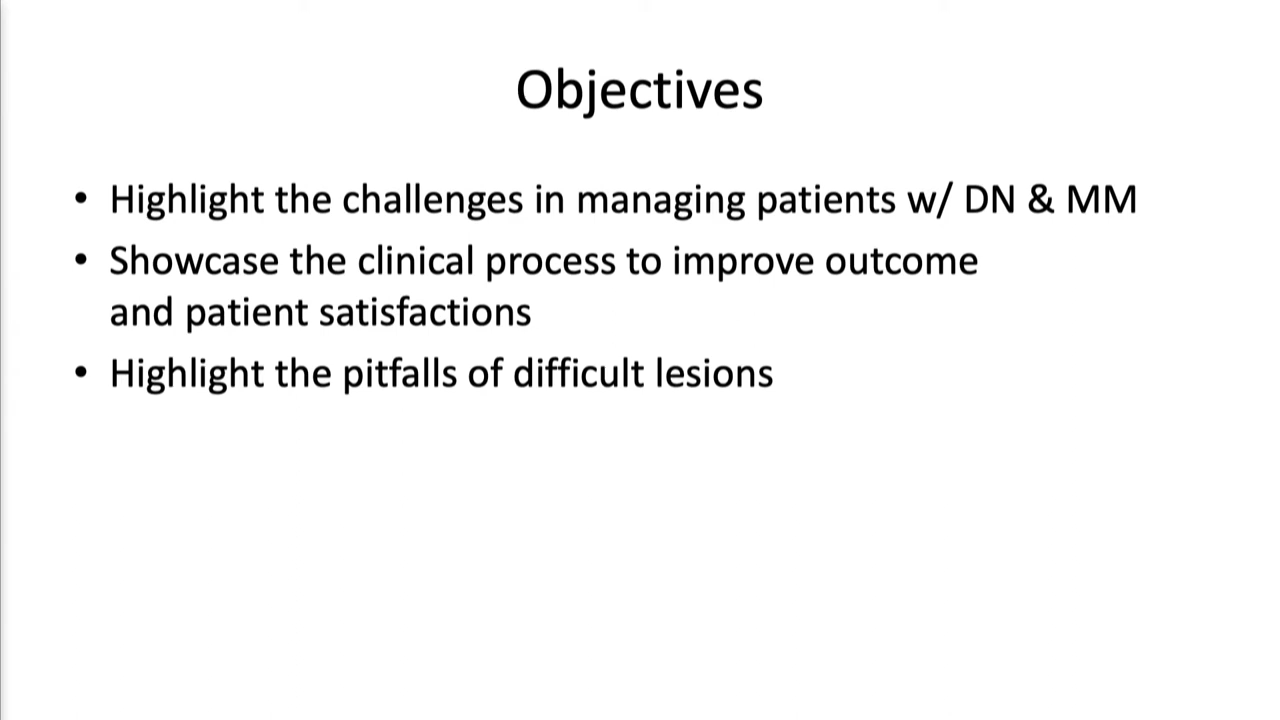 Objectives
• Highlight the challenges in managing patients w/ DN & MM
• Showcase the clinical process to improve outcome
and patient satisfactions
• Highlight the pitfalls of difficult lesions